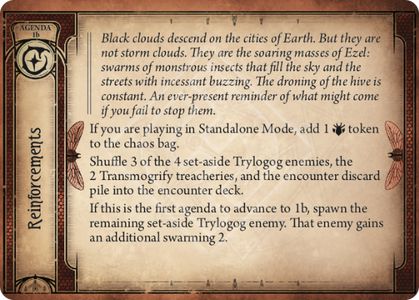 AGENDA
1b
Reinforcements
Black clouds descend on the cities of Earth. But they are
not storm clouds. They are the soaring masses of Ezel:
swarms of monstrous insects that fill the sky and the
streets with incessant buzzing. The droning of the hive is
constant. An ever-present reminder of what might come
if you fail to stop them.
If you are playing in Standalone Mode, add 1 token
to the chaos bag.
Shuffle 3 of the 4 set-aside Trylogog enemies, the
2 Transmogrify treacheries, and the encounter discard
pile into the encounter deck.
If this is the first agenda to advance to 1b, spawn the
remaining set-aside Trylogog enemy. That enemy gains
an additional swarming 2.